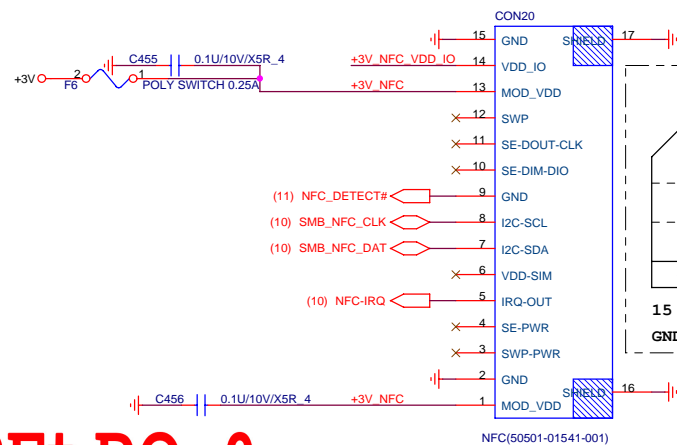 CON20
15 GND SHIELD 17
C455 0.1U/10V/X5R_4
+3V_NFC_VDD_IO 14 VDD_IO
+3V 2 1
F6 POLY SWITCH 0.25A
+3V_NFC 13 MOD_VDD
12 SWP
11 SE-DOUT-CLK
10 SE-DIM-DIO
(11) NFC_DETECT# 9 GND
(10) SMB_NFC_CLK 8 I2C-SCL
(10) SMB_NFC_DAT 7 I2C-SDA
6 VDD-SIM
(10) NFC-IRQ 5 IRQ-OUT
15
4 SE-PWR
GND
3 SWP-PWR
2 GND SHIELD 16
C456 0.1U/10V/X5R_4 +3V_NFC 1 MOD_VDD
NFC(50501-01541-001)